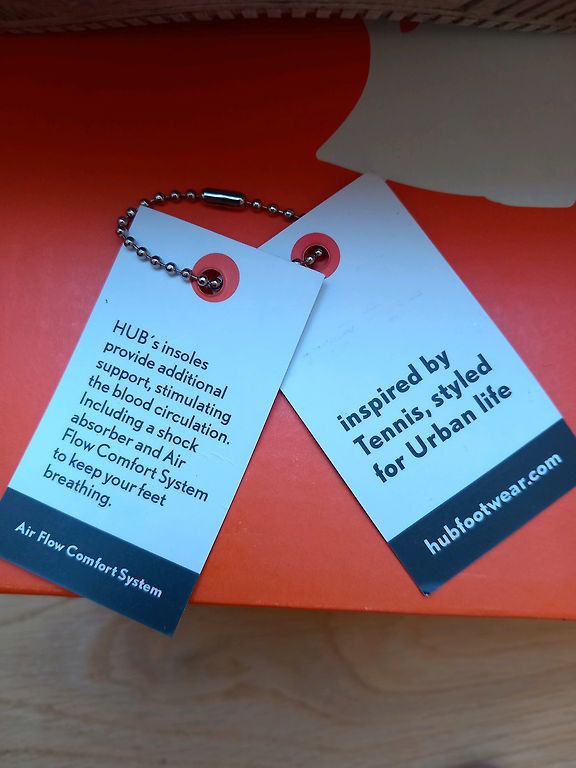 HUB´s insoles
provide additional
support, stimulating
the blood circulation.
Including a shock
absorber and Air
Flow Comfort System
to keep your feet
breathing.
Air Flow Comfort System
inspired by
Tennis, styled
for Urban life
hubfootwear.com